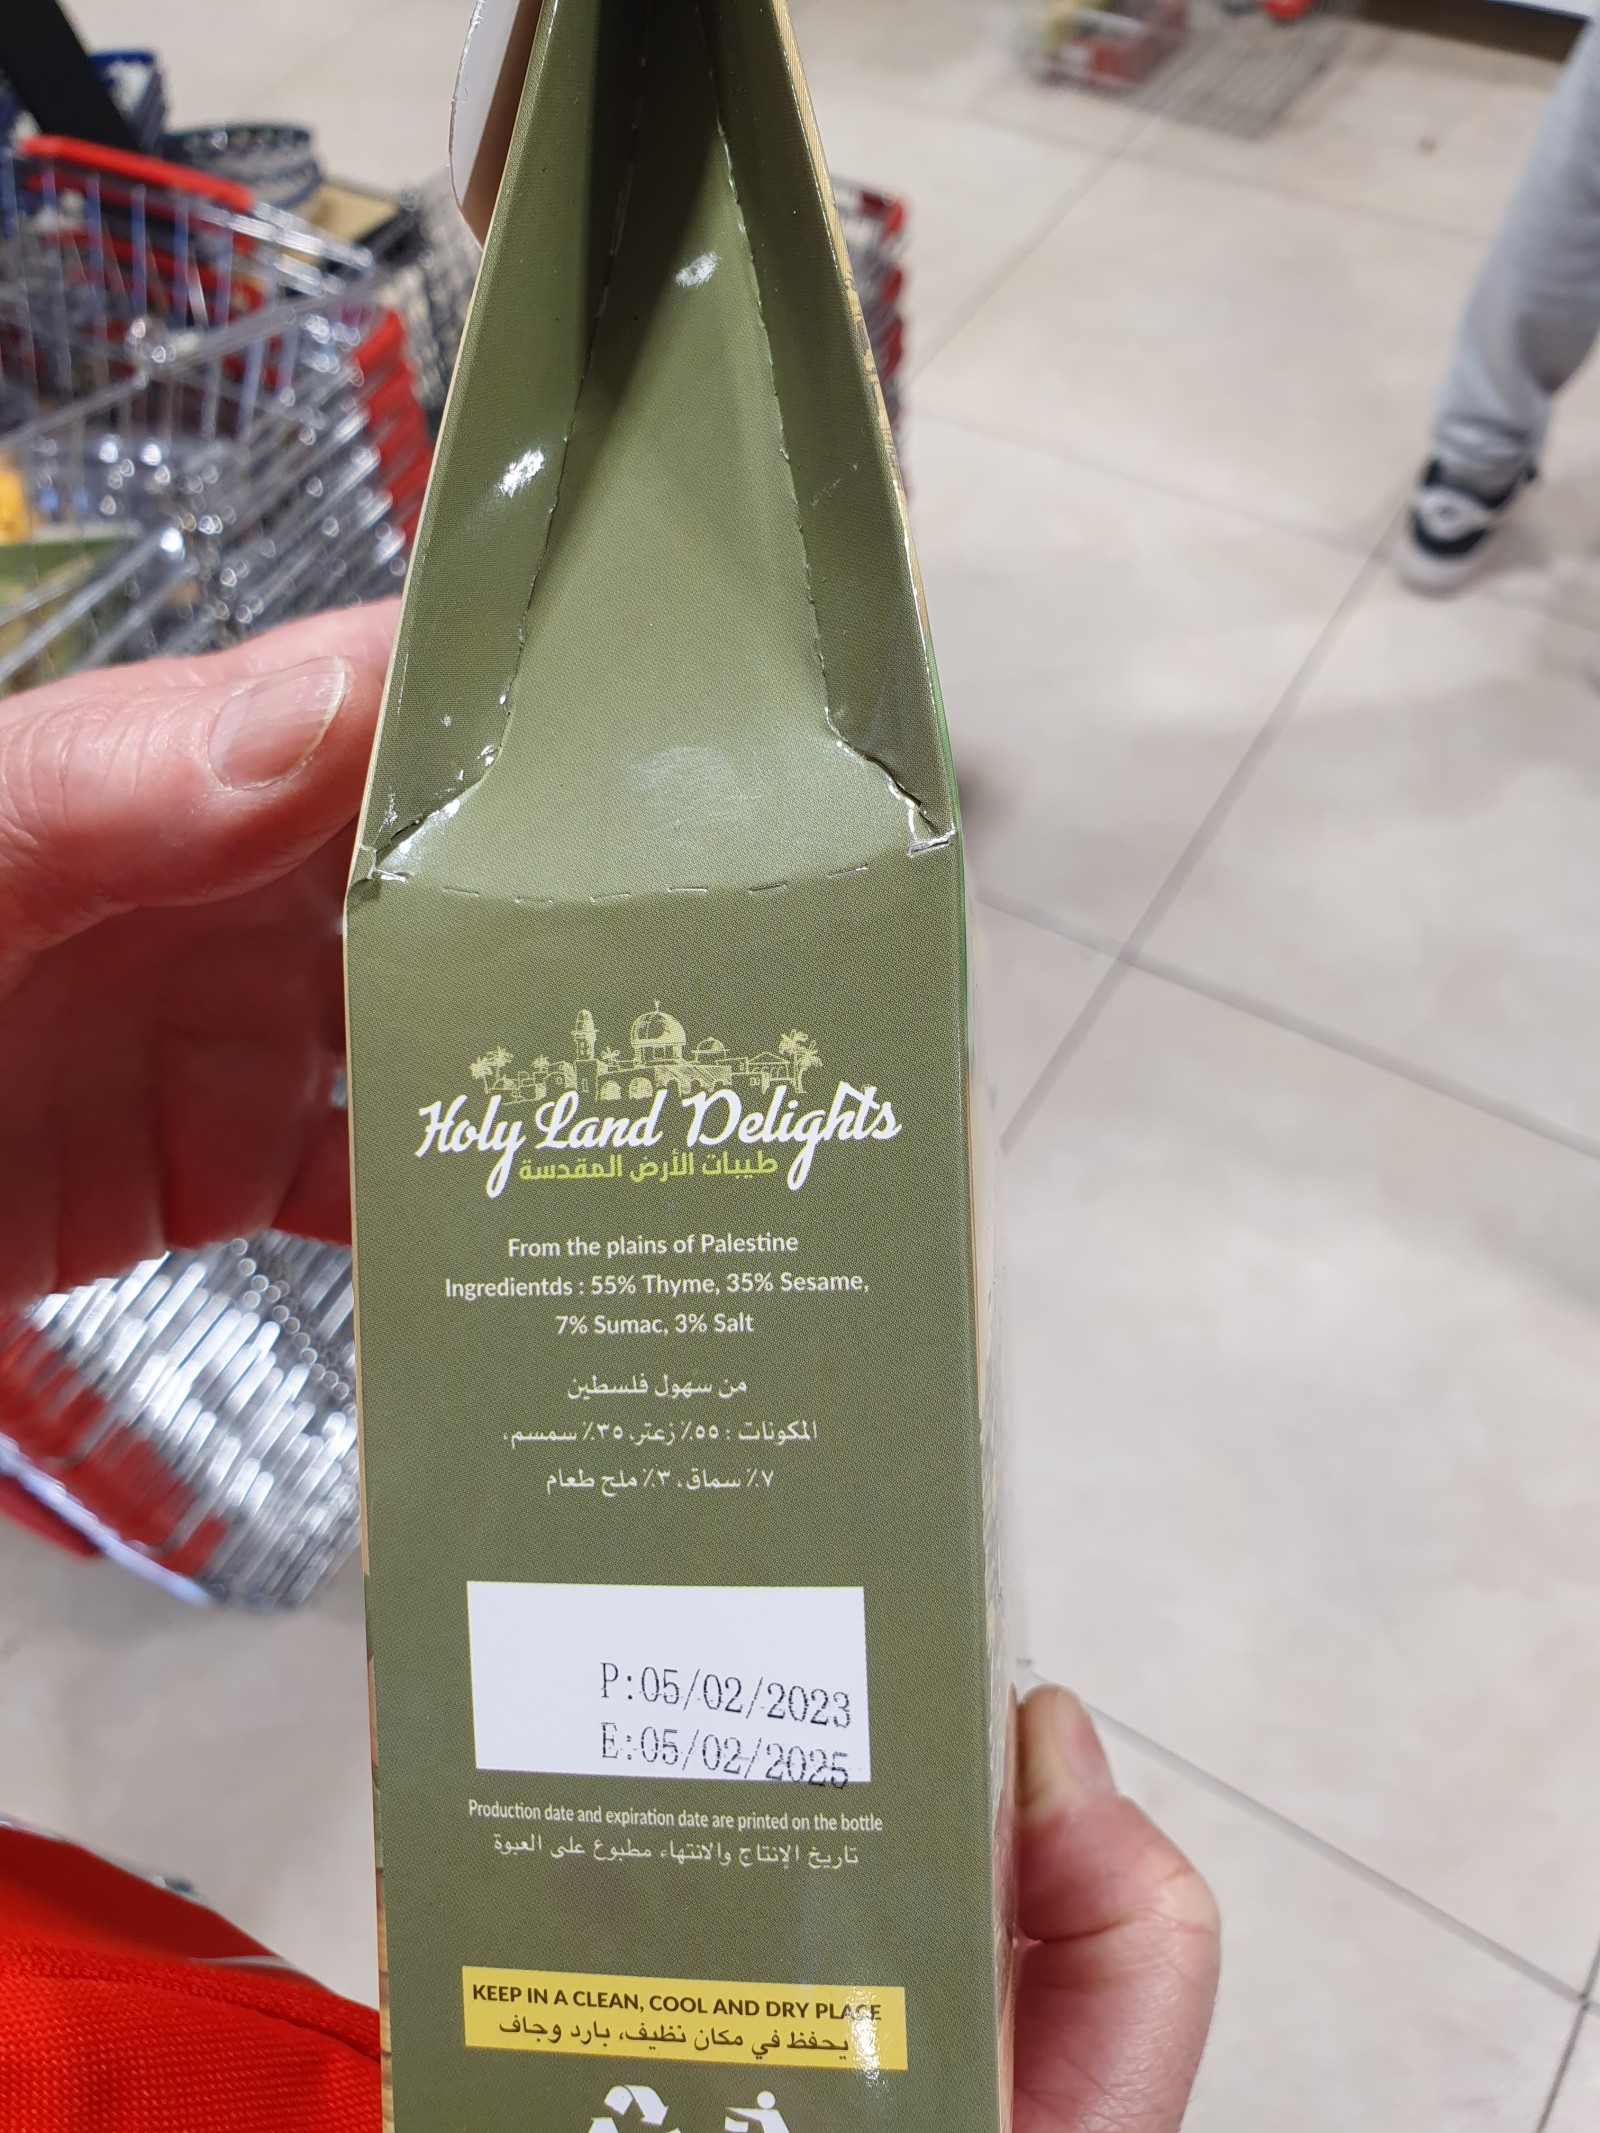 Holy Land Delights
طيبات الأرض المقدسة
From the plains of Palestine
Ingredientds : 55% Thyme, 35% Sesame,
7% Sumac, 3% Salt
من سهول فلسطين
المكونات : ٥٥٪ زعتر، ٣٥٪ سمسم،
٧٪ سماق، ٣٪ ملح طعام
P:05/02/2023
E:05/02/2025
Production date and expiration date are printed on the bottle
تاريخ الإنتاج والانتهاء مطبوع على العبوة
KEEP IN A CLEAN, COOL AND DRY PLACE
يحفظ في مكان نظيف، بارد وجاف